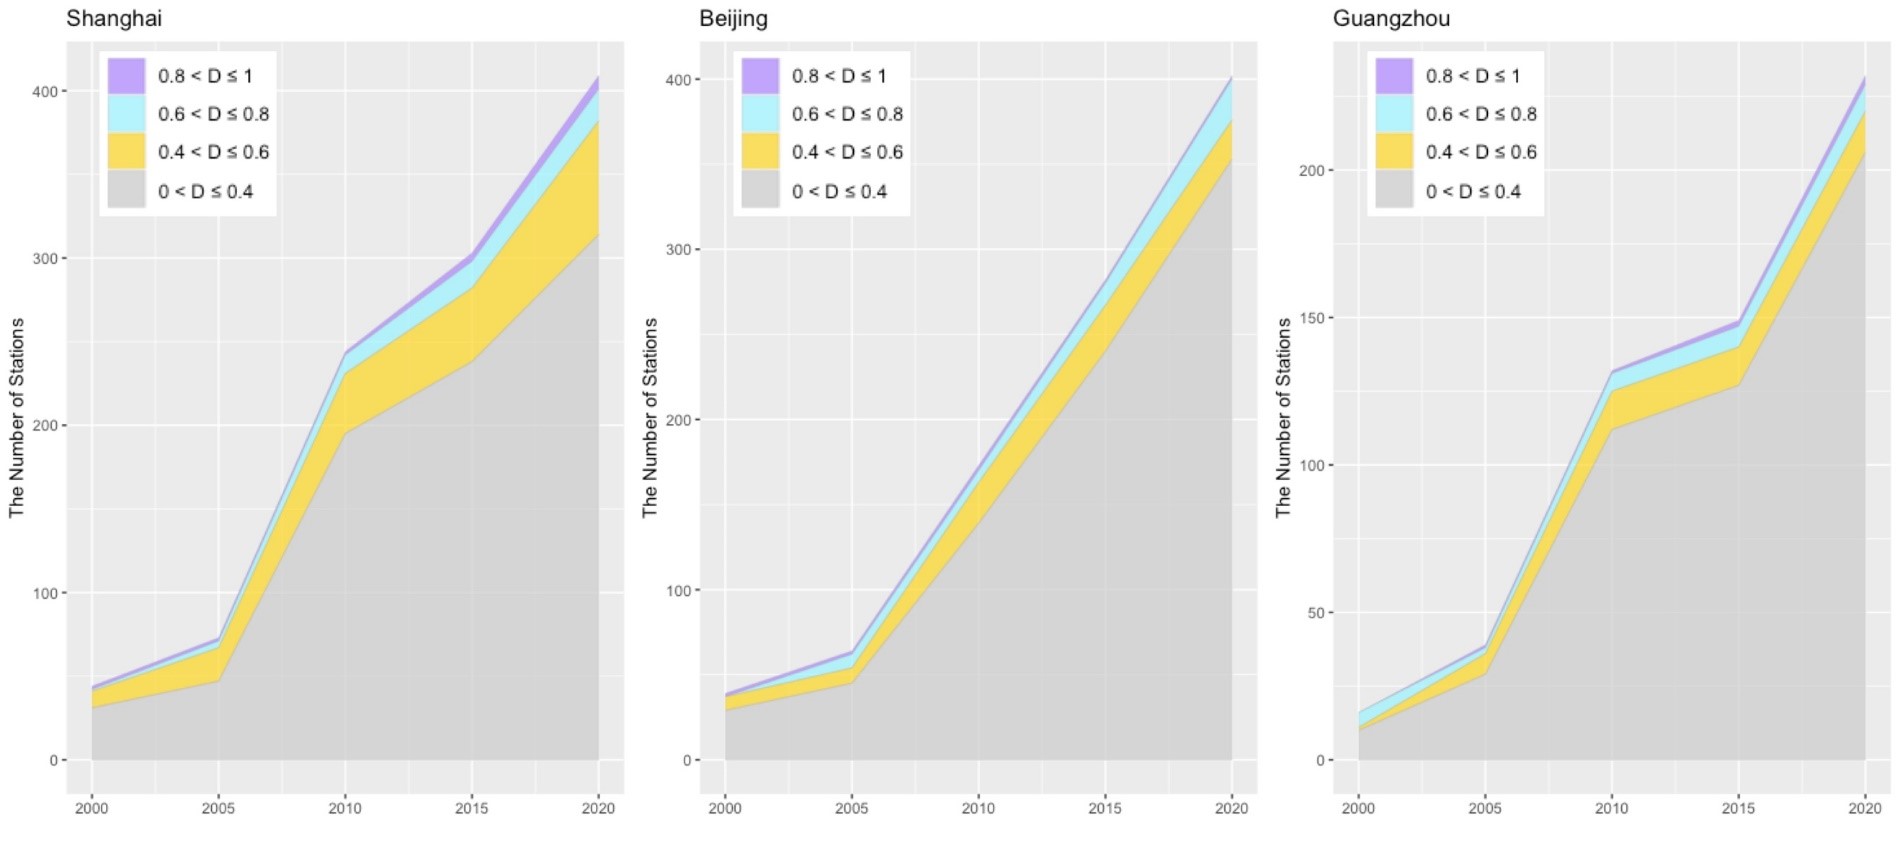 Shanghai
0.8 < D ≤ 1
0.6 < D ≤ 0.8
0.4 < D ≤ 0.6
0 < D ≤ 0.4
400
300
200
100
0
The Number of Stations
2000 2005 2010 2015 2020
Beijing
0.8 < D ≤ 1
0.6 < D ≤ 0.8
0.4 < D ≤ 0.6
0 < D ≤ 0.4
400
300
200
100
0
The Number of Stations
2000 2005 2010 2015 2020
Guangzhou
0.8 < D ≤ 1
0.6 < D ≤ 0.8
0.4 < D ≤ 0.6
0 < D ≤ 0.4
200
150
100
50
0
The Number of Stations
2000 2005 2010 2015 2020